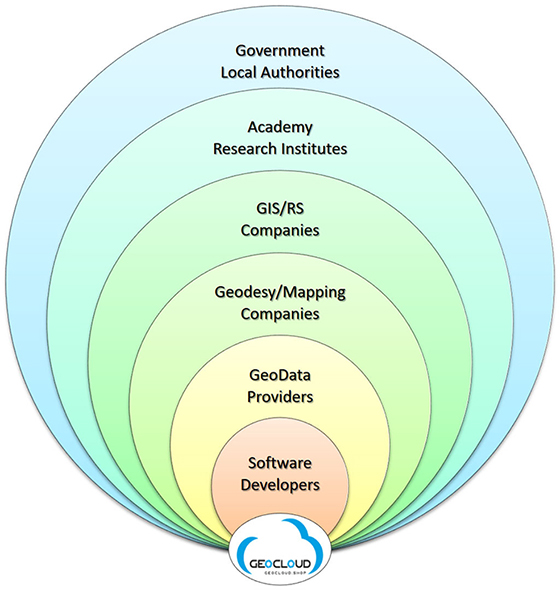 Government
Local Authorities
Academy
Research Institutes
GIS/RS
Companies
Geodesy/Mapping
Companies
GeoData
Providers
Software
Developers
GEOCLOUD
GEOCLOUD SHOP